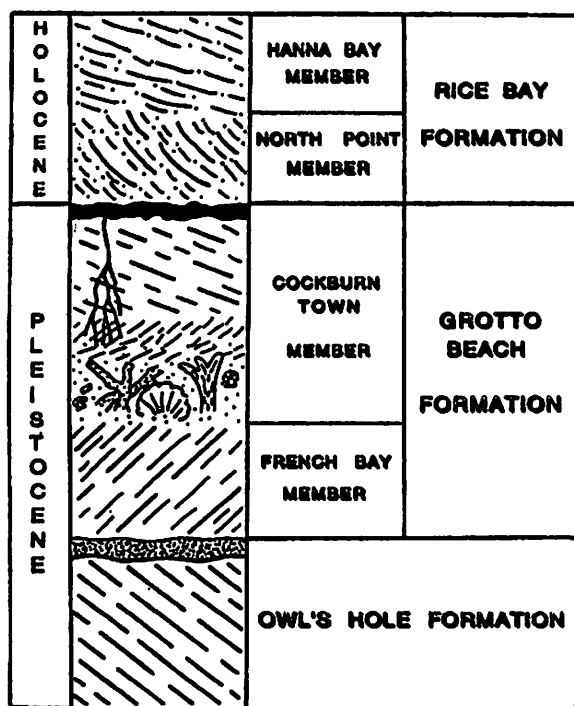 HOLOCENE
HANNA BAY
MEMBER
NORTH POINT
MEMBER
RICE BAY
FORMATION
PLEISTOCENE
COCKBURN
TOWN
MEMBER
FRENCH BAY
MEMBER
GROTTO
BEACH
FORMATION
OWL'S HOLE FORMATION